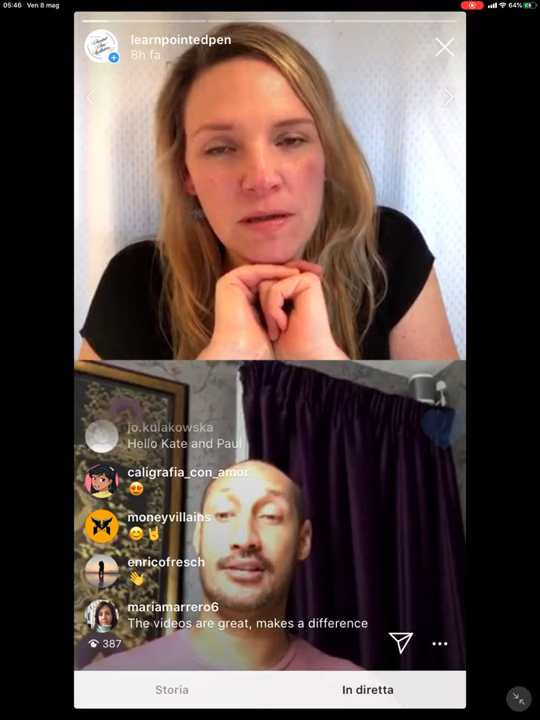 05:46 Ven 8 mag
64%
learnpointedpen
8h fa
jo.kulakowska
Hello Kate and Paul
caligrafia_con_amor
moneyvillains
enricofresch
mariamarrero6
The videos are great, makes a difference
387
Storia
In diretta